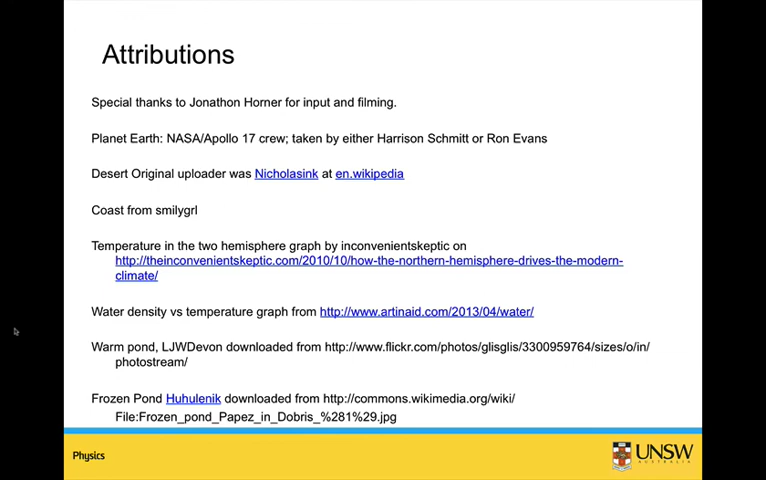 Attributions
Special thanks to Jonathon Horner for input and filming.
Planet Earth: NASA/Apollo 17 crew; taken by either Harrison Schmitt or Ron Evans
Desert Original uploader was Nicholasink at en.wikipedia
Coast from smilygrl
Temperature in the two hemisphere graph by inconvenientskeptic on
http://theinconvenientskeptic.com/2010/10/how-the-northern-hemisphere-drives-the-modern-
climate/
Water density vs temperature graph from http://www.artinaid.com/2013/04/water/
Warm pond, LJWDevon downloaded from http://www.flickr.com/photos/glisglis/3300959764/sizes/o/in/
photostream/
Frozen Pond Huhulenik downloaded from http://commons.wikimedia.org/wiki/
File:Frozen_pond_Papez_in_Dobris_%281%29.jpg
Physics
UNSW
AUSTRALIA